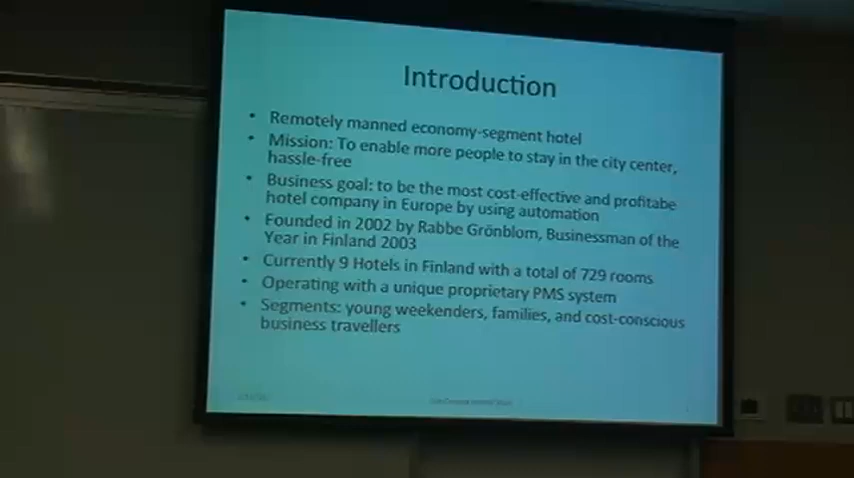 Introduction
• Remotely manned economy-segment hotel
• Mission: To enable more people to stay in the city center,
hassle-free
• Business goal: to be the most cost-effective and profitabe
hotel company in Europe by using automation
• Founded in 2002 by Rabbe Grönblom, Businessman of the
Year in Finland 2003
• Currently 9 Hotels in Finland with a total of 729 rooms
• Operating with a unique proprietary PMS system
• Segments: young weekenders, families, and cost-conscious
business travellers